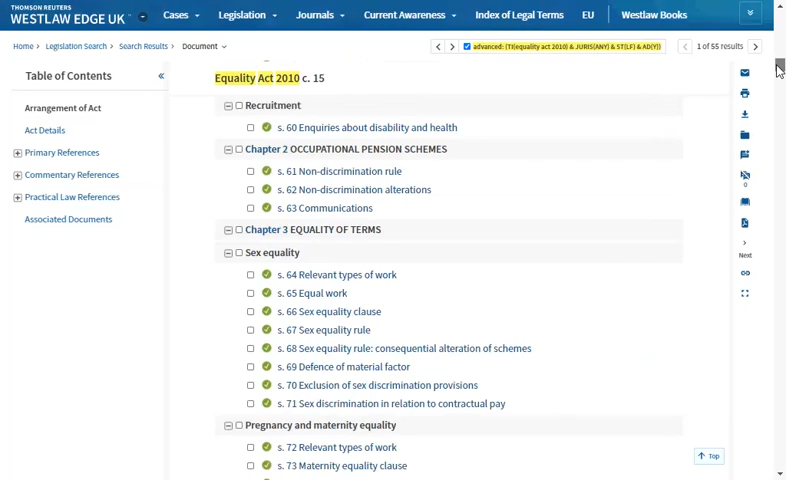 THOMSON REUTERS
WESTLAW EDGE UK
Cases
Legislation
Journals
Current Awareness
Index of Legal Terms
EU
Westlaw Books
Home
Legislation Search
Search Results
Document
advanced: (TI(equality act 2010) & JURIS(ANY) & ST(LF) & AD(Y))
1 of 55 results
Table of Contents
Arrangement of Act
Act Details
Primary References
Commentary References
Practical Law References
Associated Documents
Equality Act 2010 c. 15
Recruitment
s. 60 Enquiries about disability and health
Chapter 2 OCCUPATIONAL PENSION SCHEMES
s. 61 Non-discrimination rule
s. 62 Non-discrimination alterations
s. 63 Communications
Chapter 3 EQUALITY OF TERMS
Sex equality
s. 64 Relevant types of work
s. 65 Equal work
s. 66 Sex equality clause
s. 67 Sex equality rule
s. 68 Sex equality rule: consequential alteration of schemes
s. 69 Defence of material factor
s. 70 Exclusion of sex discrimination provisions
s. 71 Sex discrimination in relation to contractual pay
Pregnancy and maternity equality
s. 72 Relevant types of work
s. 73 Maternity equality clause
0
Next
Top